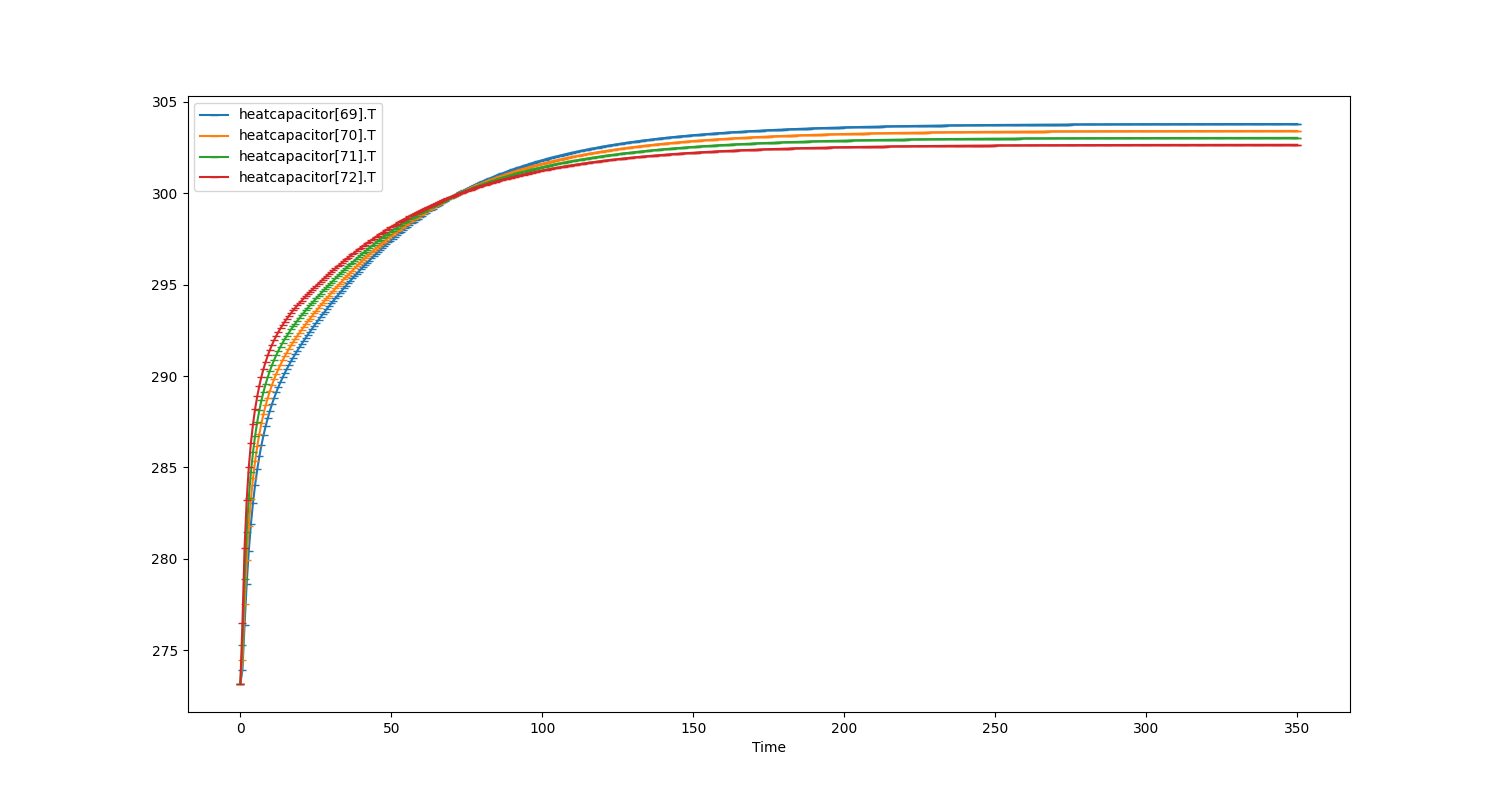 305
300
295
290
285
280
275
heatcapacitor[69].T
heatcapacitor[70].T
heatcapacitor[71].T
heatcapacitor[72].T
0 50 100 150 200 250 300 350
Time